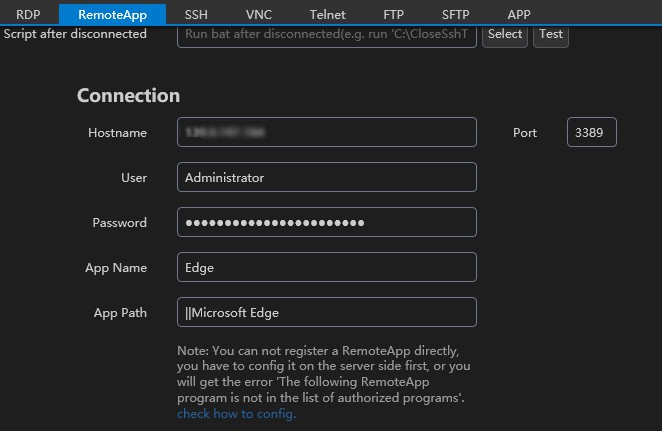 RDP RemoteApp SSH VNC Telnet FTP SFTP APP
Script after disconnected Run bat after disconnected(e.g. run 'C:\CloseSshT Select Test
Connection
Hostname Port 3389
User Administrator
Password ●●●●●●●●●●●●●●●●●●●●●●●
App Name Edge
App Path ||Microsoft Edge
Note: You can not register a RemoteApp directly,
you have to config it on the server side first, or you
will get the error 'The following RemoteApp
program is not in the list of authorized programs'.
check how to config.